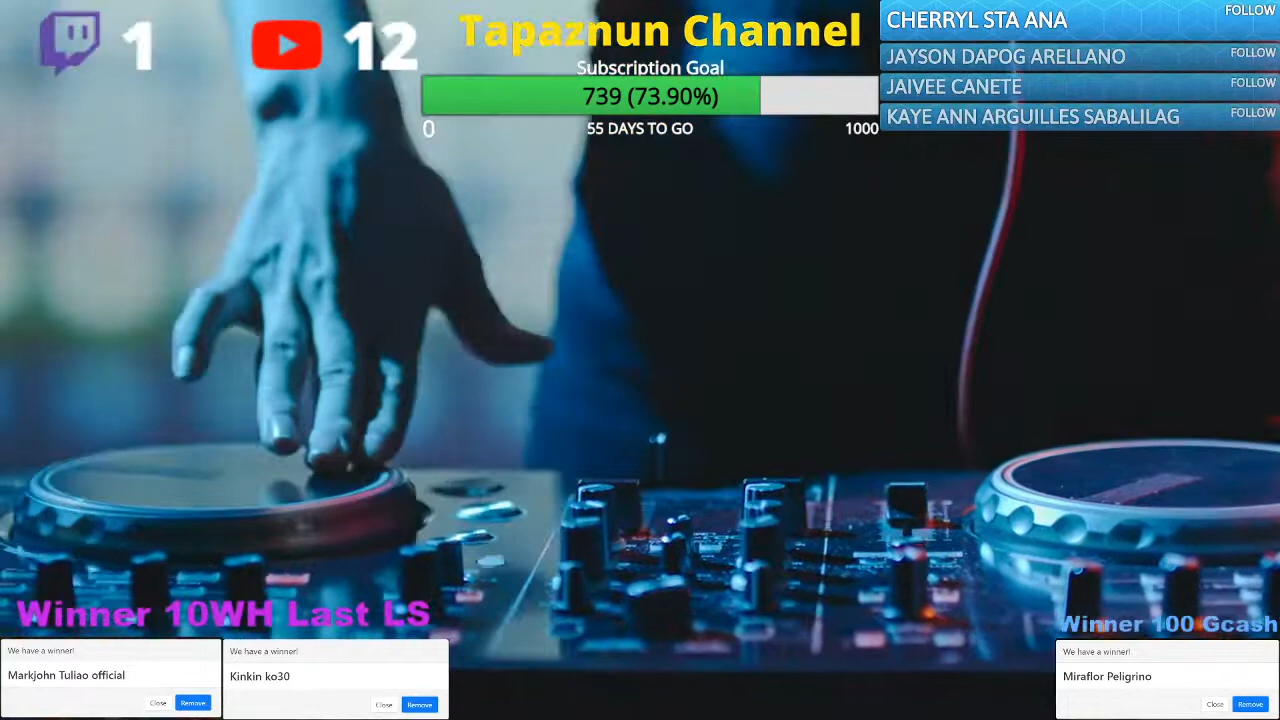 1
12
Tapaznun Channel
Subscription Goal
739 (73.90%)
0
55 DAYS TO GO
1000
CHERRYL STA ANA
FOLLOW
JAYSON DAPOG ARELLANO
FOLLOW
JAIVEE CANETE
FOLLOW
KAYE ANN ARGUILLES SABALILAG
FOLLOW
Winner 10WH Last LS
We have a winner!
Markjohn Tuliao official
Close
Remove
We have a winner!
Kinkin ko30
Close
Remove
Winner 100 Gcash
We have a winner!
Miraflor Peligrino
Close
Remove